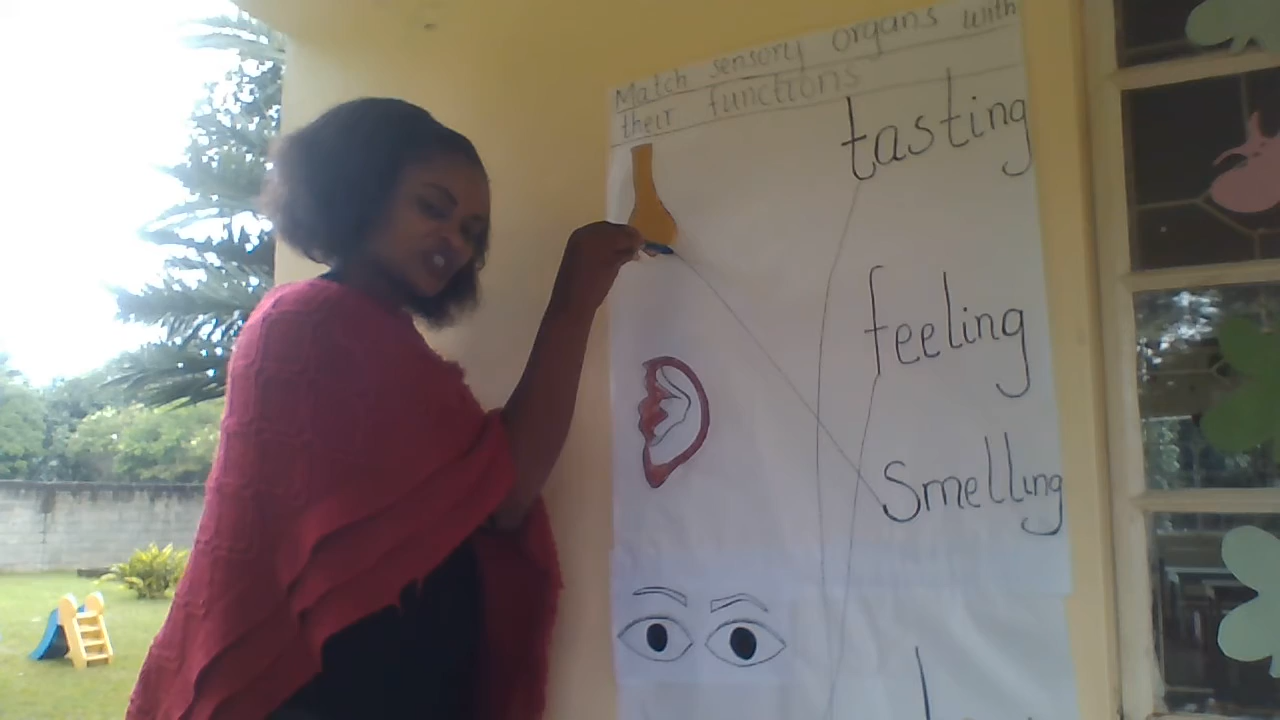 Match sensory organs with
their functions
tasting
feeling
Smelling